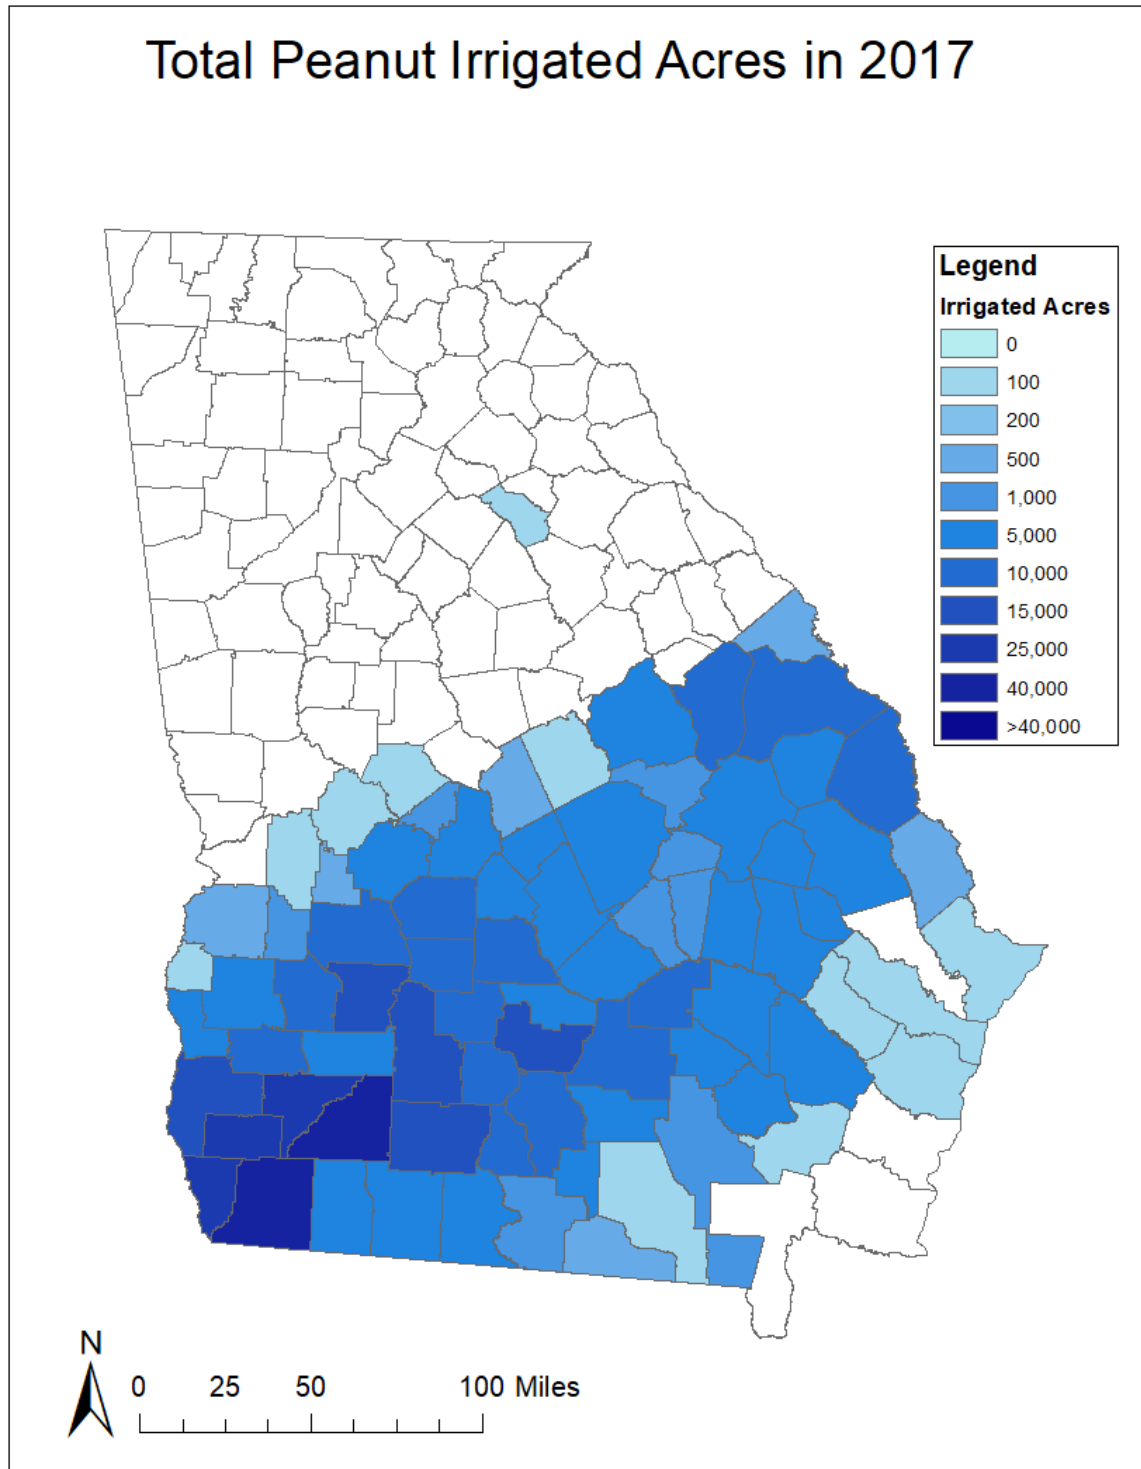 Total Peanut Irrigated Acres in 2017
Legend
Irrigated Acres
0
100
200
500
1,000
5,000
10,000
15,000
25,000
40,000
>40,000
N
0 25 50 100 Miles